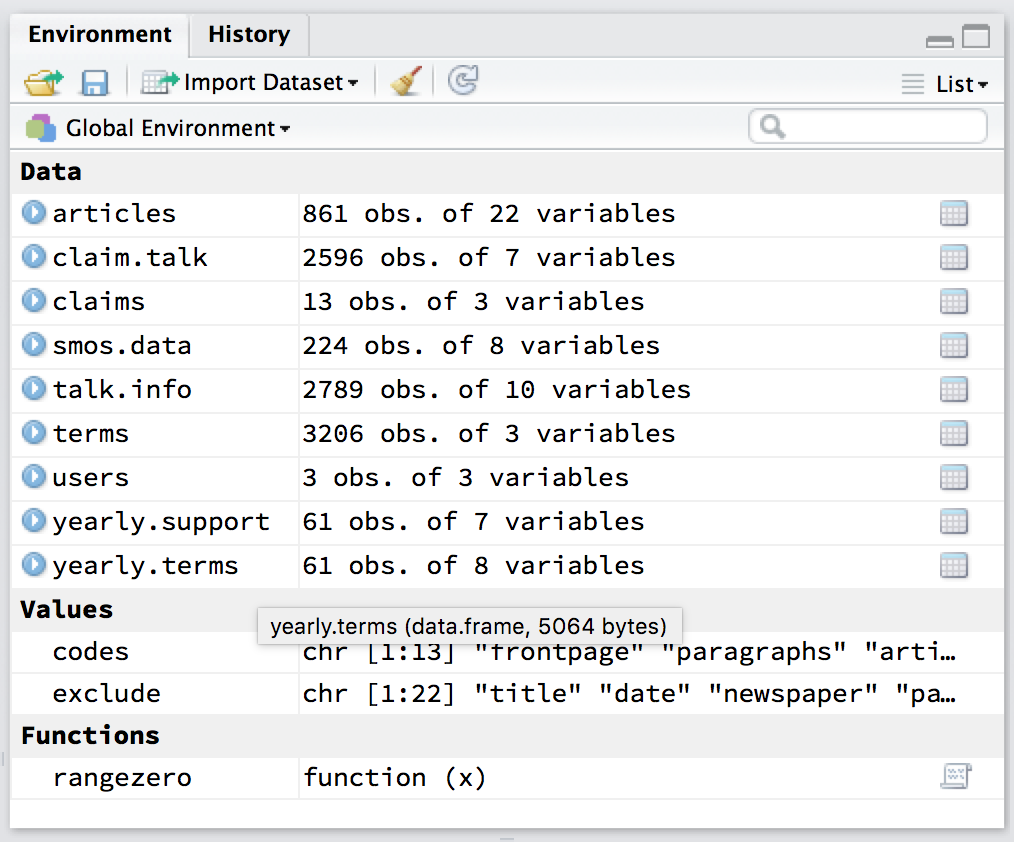 Environment History
Import Dataset List
Global Environment
Data
articles 861 obs. of 22 variables
claim.talk 2596 obs. of 7 variables
claims 13 obs. of 3 variables
smos.data 224 obs. of 8 variables
talk.info 2789 obs. of 10 variables
terms 3206 obs. of 3 variables
users 3 obs. of 3 variables
yearly.support 61 obs. of 7 variables
yearly.terms 61 obs. of 8 variables
Values
yearly.terms (data.frame, 5064 bytes)
codes chr [1:13] "frontpage" "paragraphs" "arti…
exclude chr [1:22] "title" "date" "newspaper" "pa…
Functions
rangezero function (x)